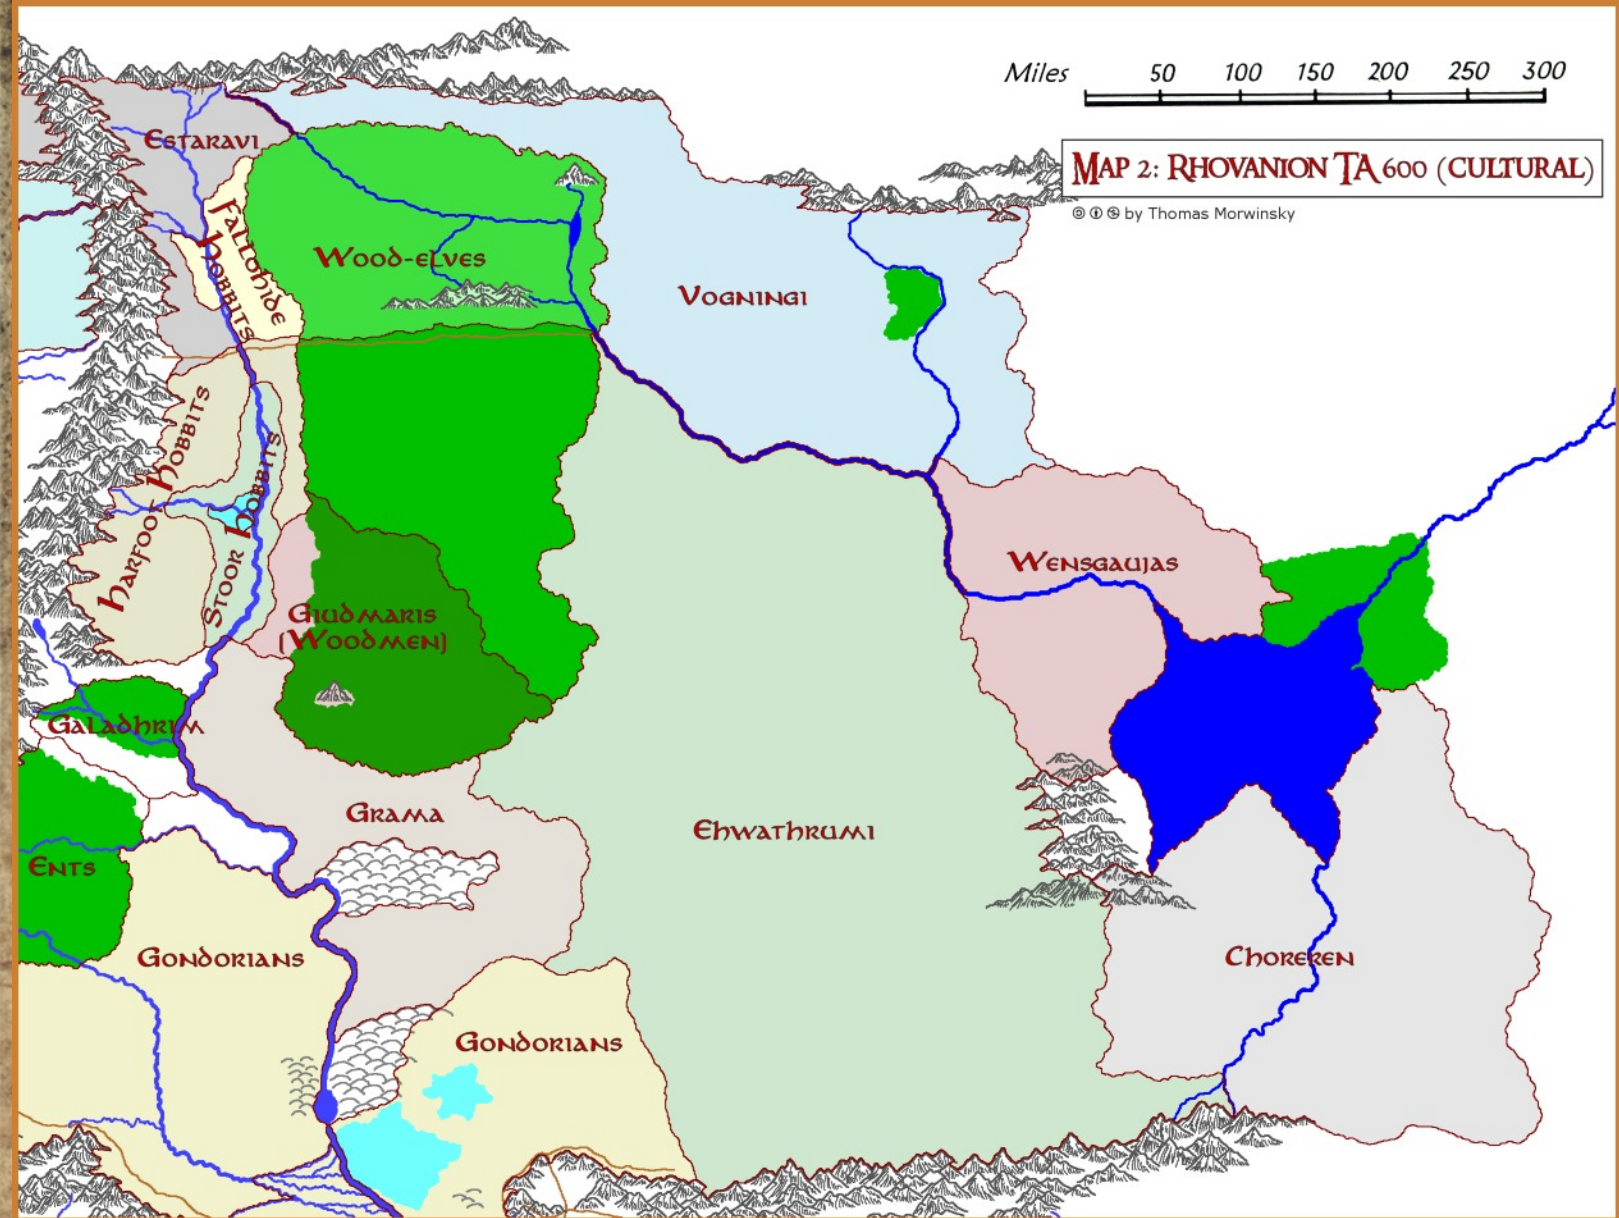 Miles 50 100 150 200 250 300
Map 2: Rhovanion TA 600 (cultural)
by Thomas Morwinsky
Estaravi
Fallohide
Hobbits
Wood-elves
Vogningi
Harfoot Hobbits
Stoor Hobbits
Wensgaujas
Giudmaris
(Woodmen)
Galadhrim
Grama
Ehwathrumi
Ents
Gondorians
Choreren
Gondorians